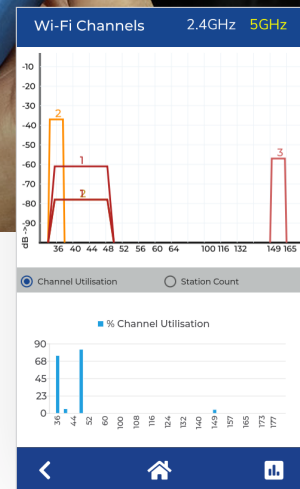 Wi-Fi Channels 2.4GHz 5GHz
-10
-20
-30
-40
-50
-60
-70
-80
-90
dB ->
2
1
3
36 40 44 48 52 56 60 64 100 116 132 149 165
Channel Utilisation Station Count
% Channel Utilisation
90
68
45
23
0
36 44 52 60 100 108 116 124 132 140 149 157 165 173 177